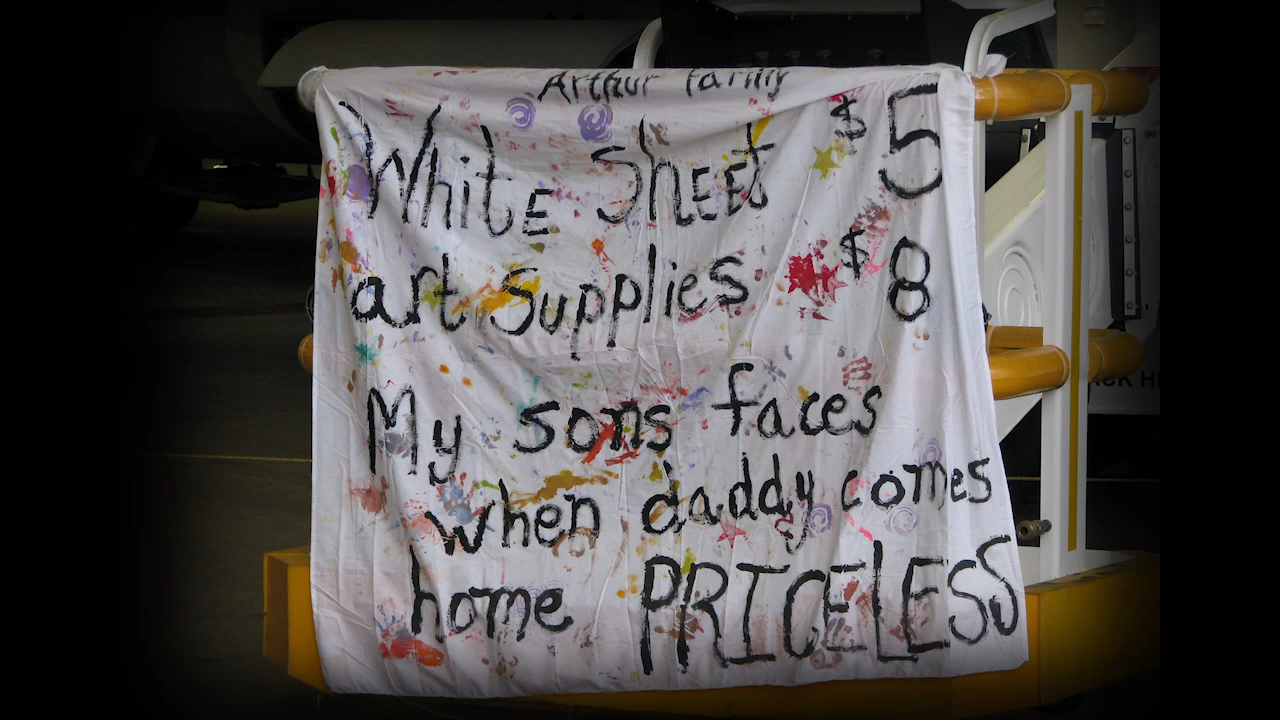 Arthur family
WhitE ShEEt $5
art Supplies $8
My sons faces
when daddy comes
home PRICELESS